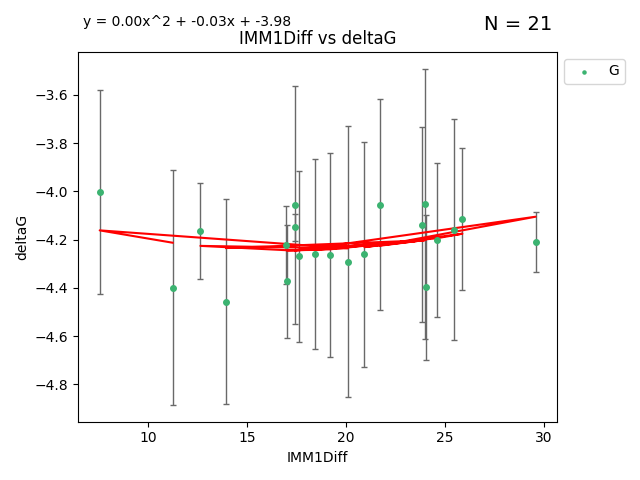 y = 0.00x^2 + -0.03x + -3.98
N = 21
IMM1Diff vs deltaG
G
−3.6
−3.8
−4.0
−4.2
−4.4
−4.6
−4.8
deltaG
10 15 20 25 30
IMM1Diff